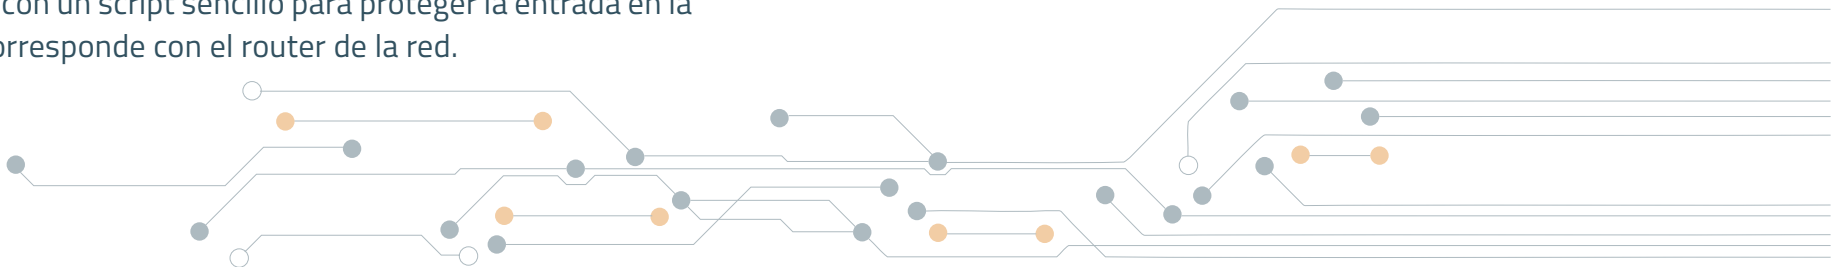 con un script sencillo para proteger la entrada en la
orresponde con el router de la red.